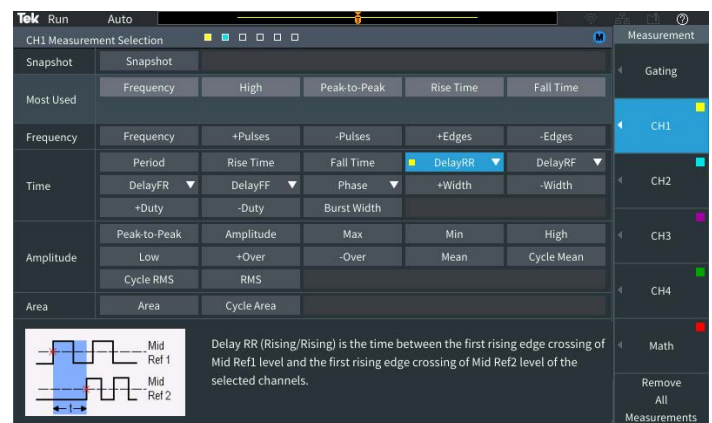 Tek Run Auto
CH1 Measurement Selection
M
Measurement
Snapshot Snapshot
Gating
Most Used Frequency High Peak-to-Peak Rise Time Fall Time
CH1
Frequency Frequency +Pulses -Pulses +Edges -Edges
Time Period Rise Time Fall Time DelayRR DelayRF
DelayFR DelayFF Phase +Width -Width
CH2
+Duty -Duty Burst Width
CH3
Amplitude Peak-to-Peak Amplitude Max Min High
Low +Over -Over Mean Cycle Mean
Cycle RMS RMS
CH4
Area Area Cycle Area
Math
Mid
Ref 1
Mid
Ref 2
t
Delay RR (Rising/Rising) is the time between the first rising edge crossing of
Mid Ref1 level and the first rising edge crossing of Mid Ref2 level of the
selected channels.
Remove
All
Measurements